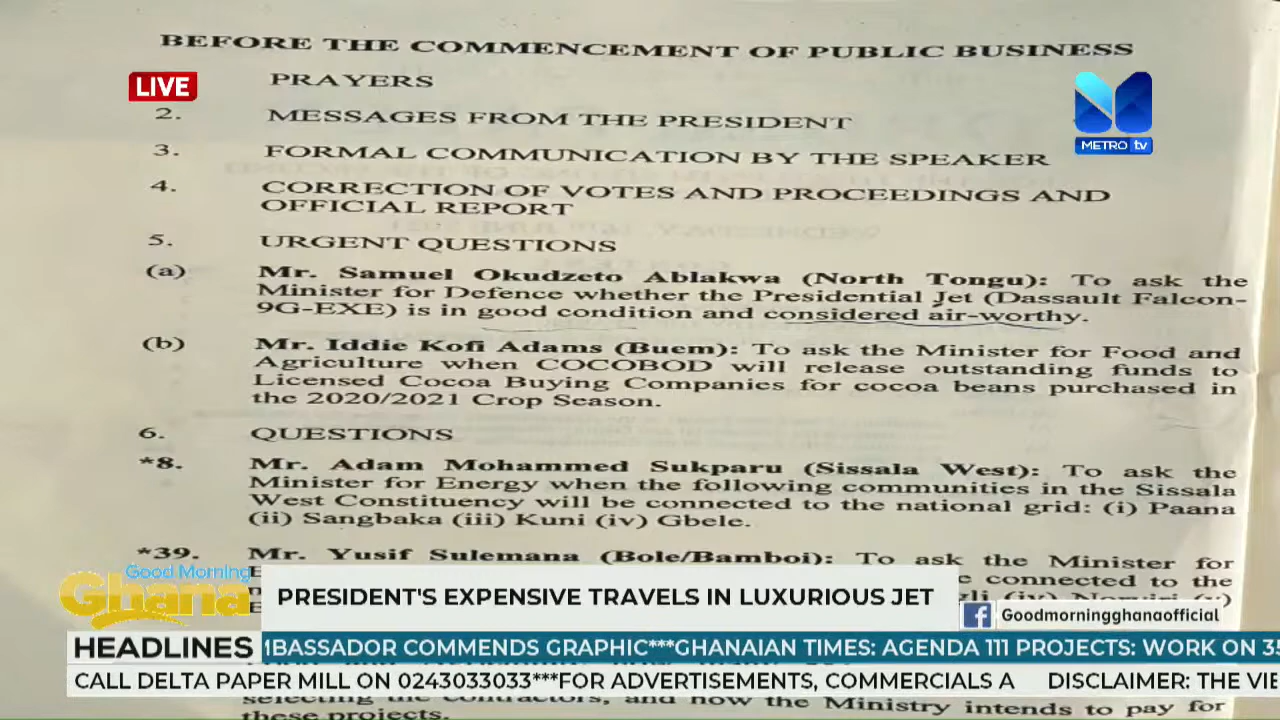 BEFORE THE COMMENCEMENT OF PUBLIC BUSINESS
LIVE
PRAYERS
2. MESSAGES FROM THE PRESIDENT
METRO tv
3. FORMAL COMMUNICATION BY THE SPEAKER
4. CORRECTION OF VOTES AND PROCEEDINGS AND
OFFICIAL REPORT
5. URGENT QUESTIONS
(a) Mr. Samuel Okudzeto Ablakwa (North Tongu): To ask the
Minister for Defence whether the Presidential Jet (Dassault Falcon-
9G-EXE) is in good condition and considered air-worthy.
(b) Mr. Iddie Kofi Adams (Buem): To ask the Minister for Food and
Agriculture when COCOBOD will release outstanding funds to
Licensed Cocoa Buying Companies for cocoa beans purchased in
the 2020/2021 Crop Season.
6. QUESTIONS
*8. Mr. Adam Mohammed Sukparu (Sissala West): To ask the
Minister for Energy when the following communities in the Sissala
West Constituency will be connected to the national grid: (i) Paana
(ii) Sangbaka (iii) Kuni (iv) Gbele.
*39. Mr. Yusif Sulemana (Bole/Bamboi): To ask the Minister for
connected to the
Good Morning
Ghana
PRESIDENT'S EXPENSIVE TRAVELS IN LUXURIOUS JET
Goodmorningghanaofficial
HEADLINES
MBASSADOR COMMENDS GRAPHIC***GHANAIAN TIMES: AGENDA 111 PROJECTS: WORK ON 35
CALL DELTA PAPER MILL ON 0243033033***FOR ADVERTISEMENTS, COMMERCIALS A DISCLAIMER: THE VIE
selecting the contractors, and how the Ministry intends to pay for
these projects.